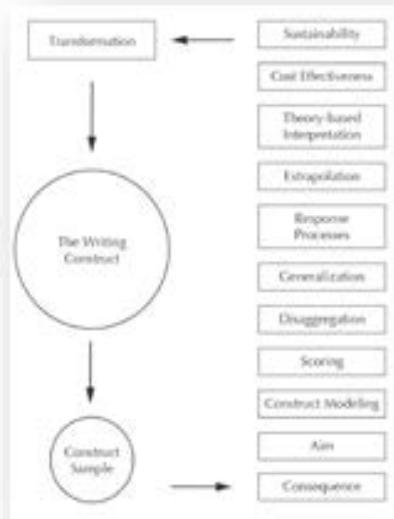 Transformation
Sustainability
Cost Effectiveness
Theory-based
Interpretation
Extrapolation
The Writing
Construct
Response
Processes
Generalization
Disaggregation
Scoring
Construct
Sample
Construct Modeling
Aim
Consequence